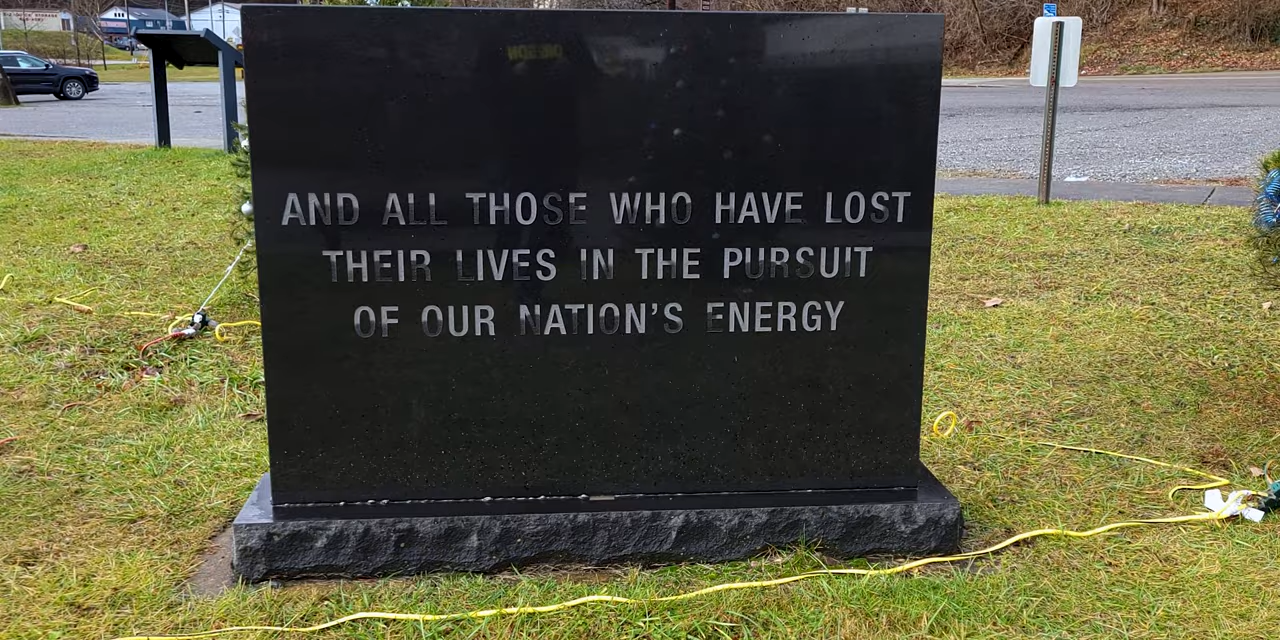 AND ALL THOSE WHO HAVE LOST
THEIR LIVES IN THE PURSUIT
OF OUR NATION'S ENERGY